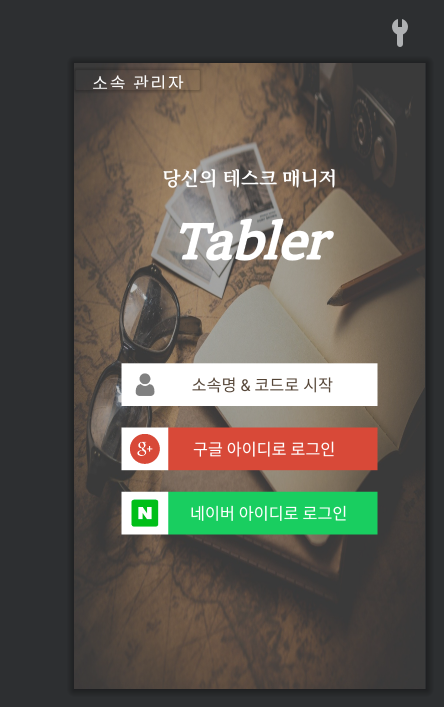 소속 관리자
당신의 테스크 매니저
Tabler
소속명 & 코드로 시작
g+ 구글 아이디로 로그인
N 네이버 아이디로 로그인